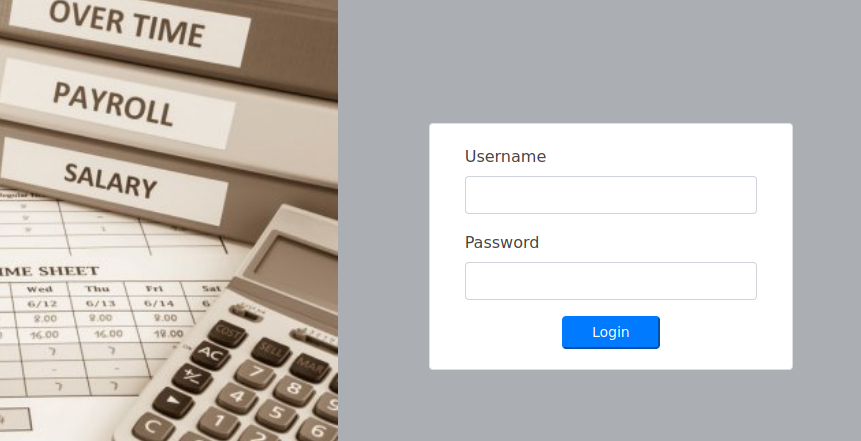 OVER TIME
PAYROLL
SALARY
IME SHEET
Wed Thu Fri Sat
6/12 6/13 6/14 6
8.00 8.00 8.00
16.00 16.00 18.00
7 7
- -
7 7
COST SELL MAR
AC 7 8
+/- 4 5 6
▶ 1 2
C
Username
Password
Login